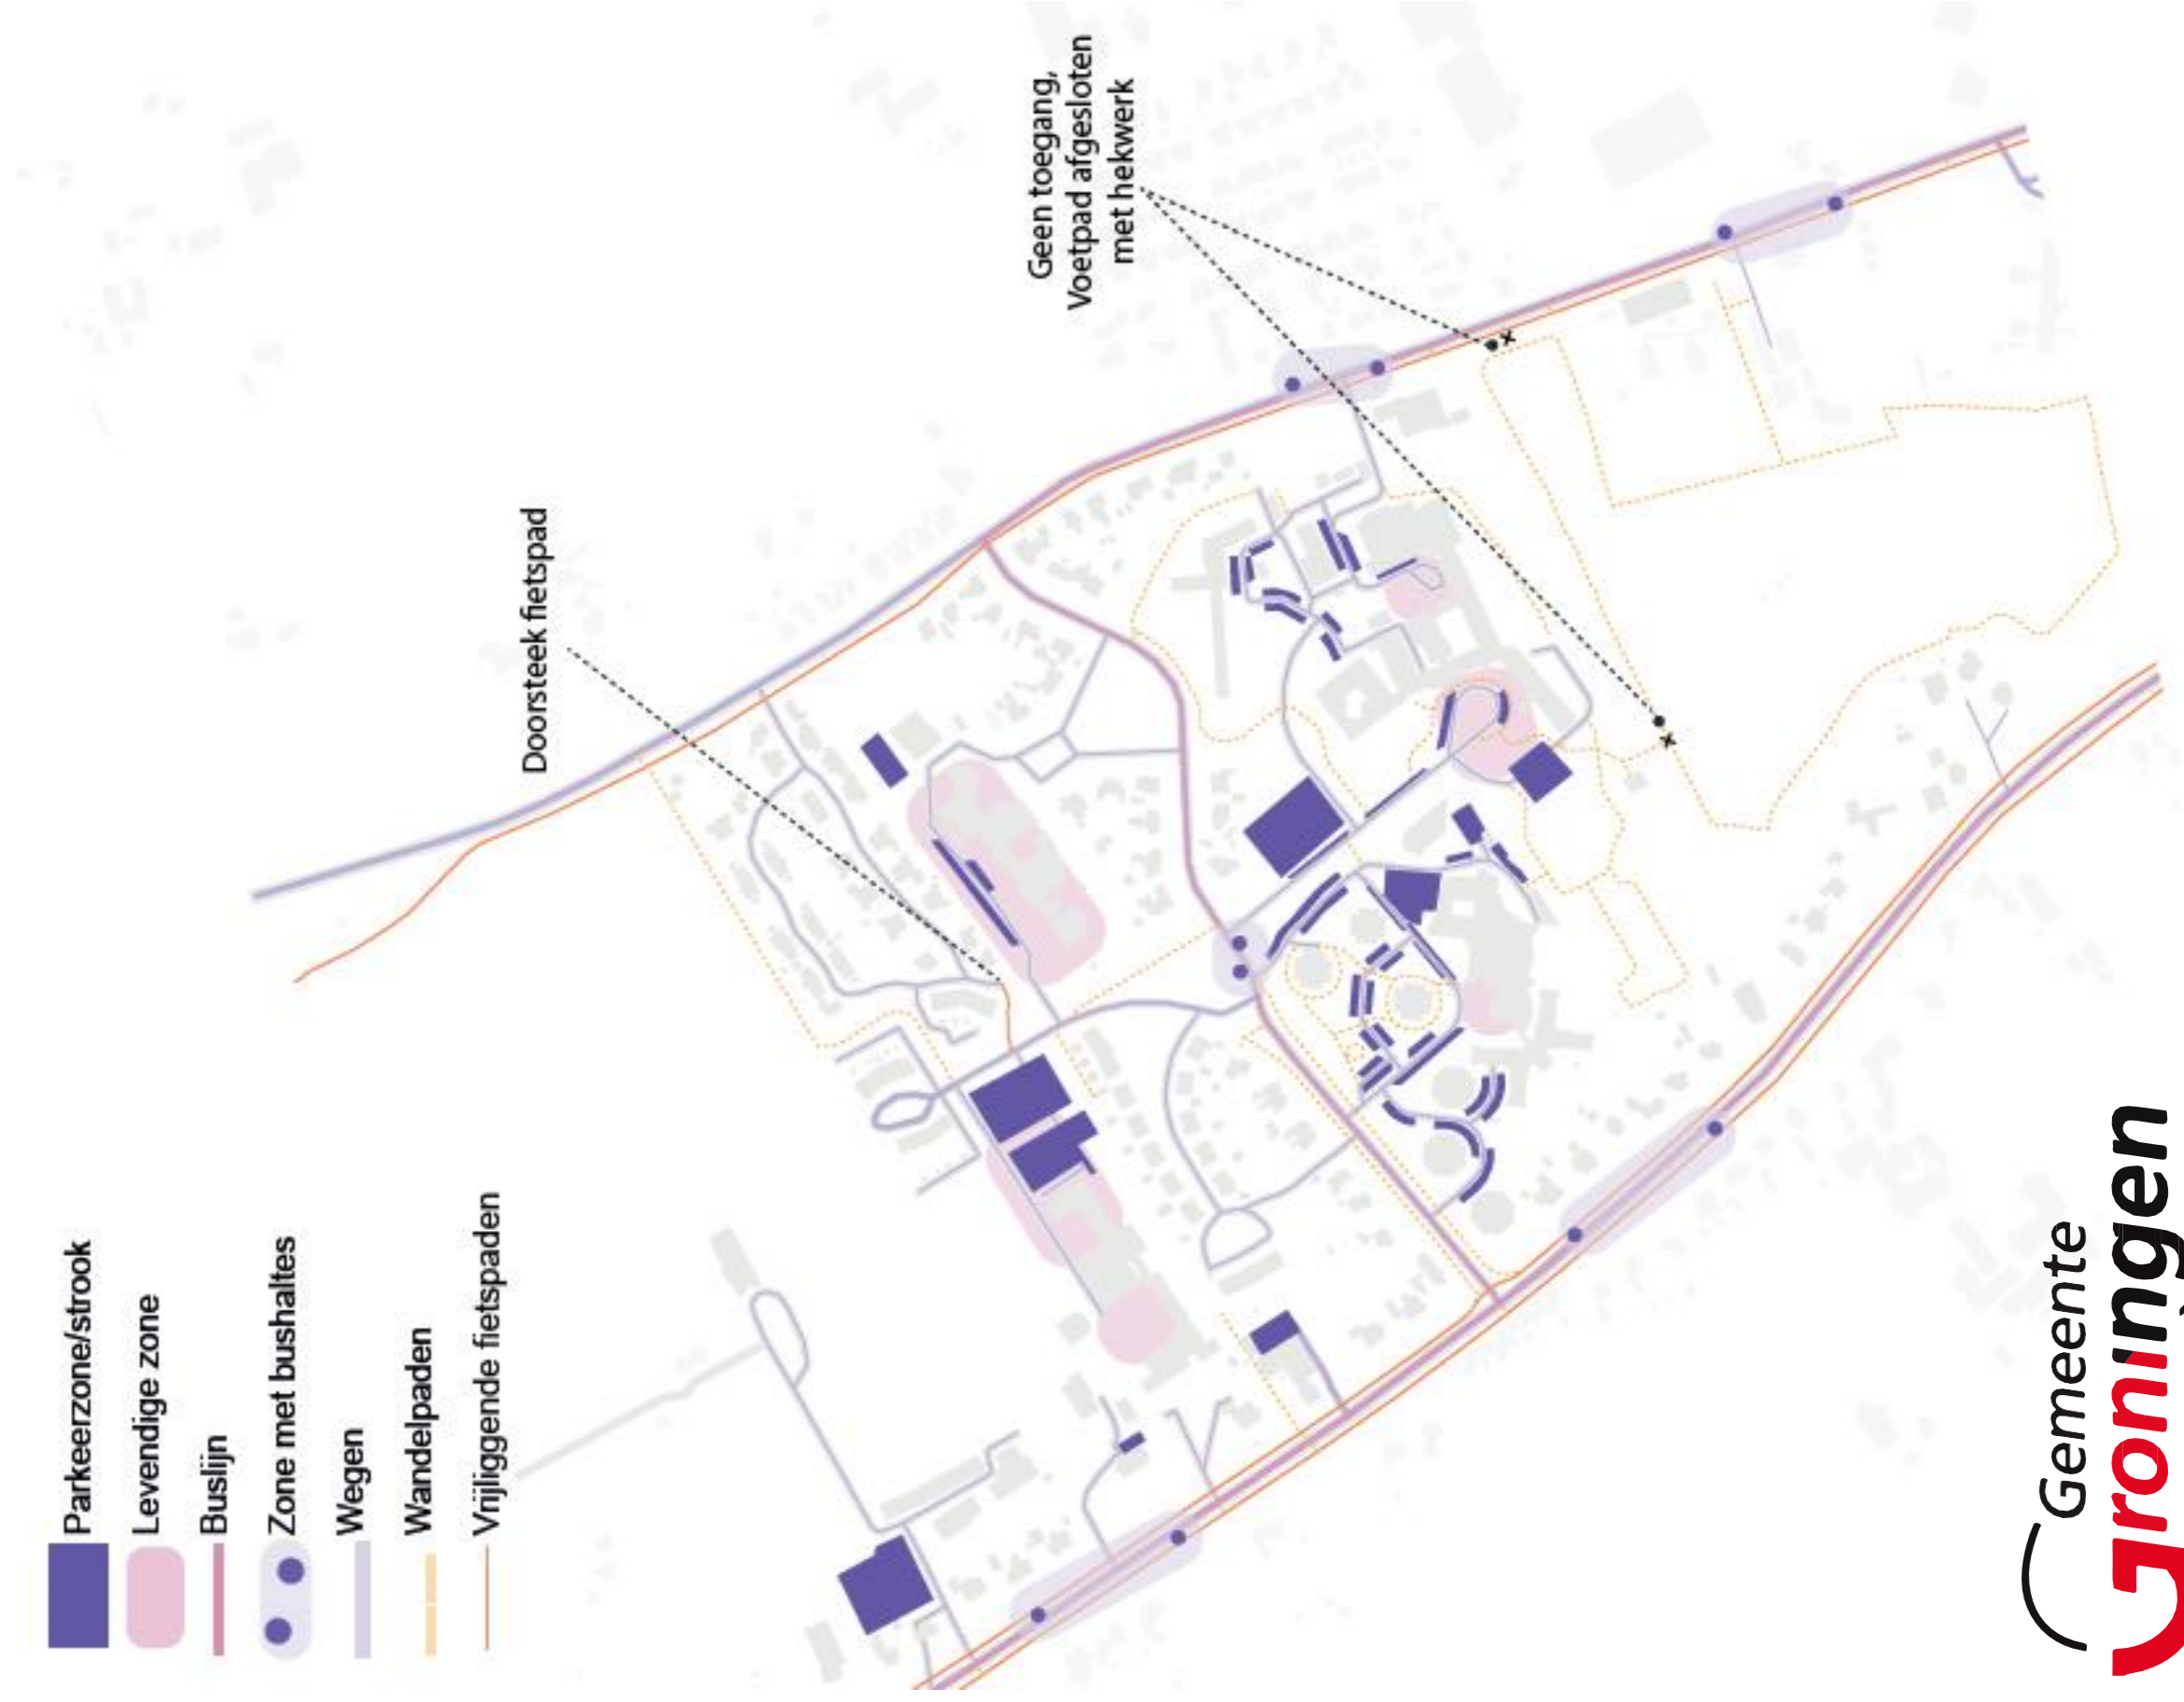 Parkeerzone/strook
Levendige zone
Buslijn
Zone met bushaltes
Wegen
Wandelpaden
Vrijliggende fietspaden
Doorsteek fietspad
Geen toegang,
Voetpad afgesloten
met hekwerk
Gemeente
Groningen